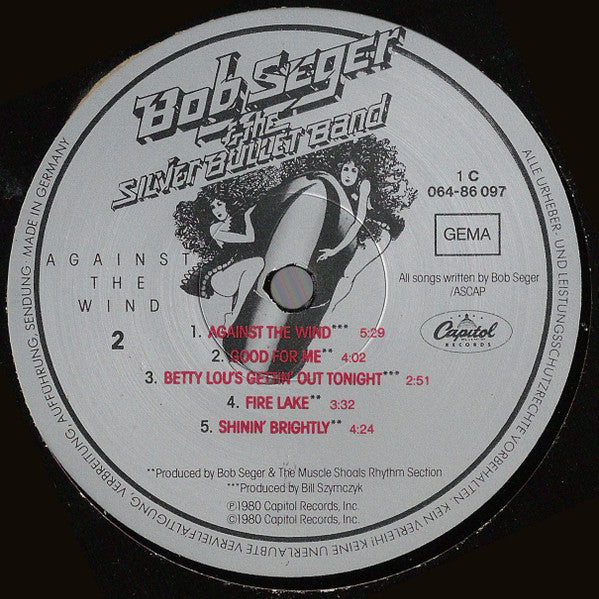 Bob Seger
& The
Silver Bullet Band
1 C
064-86 097
GEMA
All songs written by Bob Seger
/ASCAP
Capitol
RECORDS
AGAINST
THE
WIND
2
1. AGAINST THE WIND*** 5:29
2. GOOD FOR ME** 4:02
3. BETTY LOU'S GETTIN' OUT TONIGHT*** 2:51
4. FIRE LAKE** 3:32
5. SHININ' BRIGHTLY** 4:24
**Produced by Bob Seger & The Muscle Shoals Rhythm Section
***Produced by Bill Szymczyk
℗1980 Capitol Records, Inc.
©1980 Capitol Records, Inc.
ALLE URHEBER- UND LEISTUNGSSCHUTZRECHTE VORBEHALTEN. KEIN VERLEIH! KEINE UNERLAUBTE VERVIELFÄLTIGUNG, VERBREITUNG, AUFFÜHRUNG, SENDUNG · MADE IN GERMANY